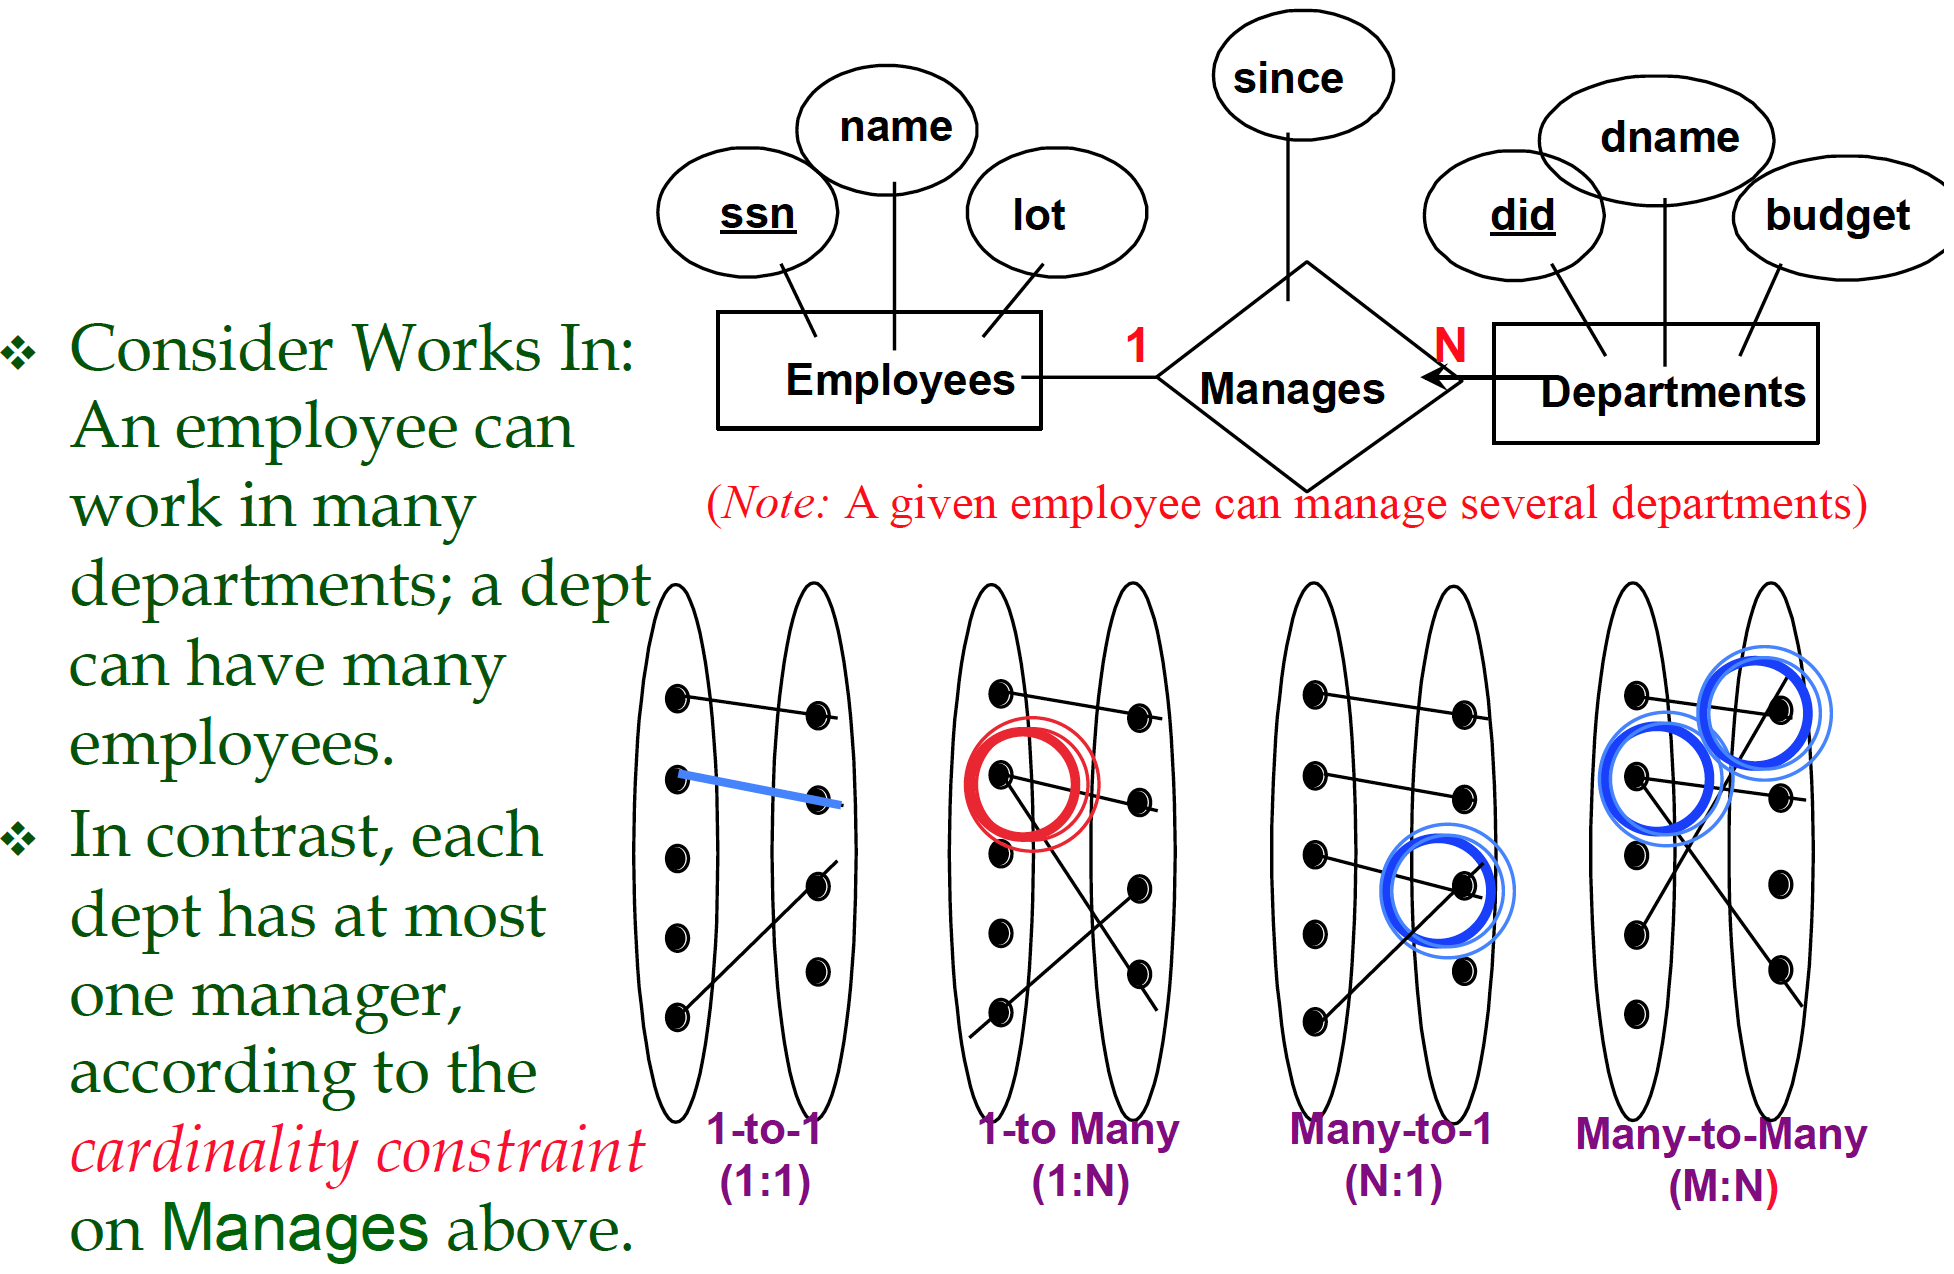 since
name
dname
ssn
lot
did
budget
1
N
Employees
Manages
Departments
(Note: A given employee can manage several departments)
❖ Consider Works In:
An employee can
work in many
departments; a dept
can have many
employees.
❖ In contrast, each
dept has at most
one manager,
according to the
cardinality constraint
on Manages above.
1-to-1
(1:1)
1-to Many
(1:N)
Many-to-1
(N:1)
Many-to-Many
(M:N)